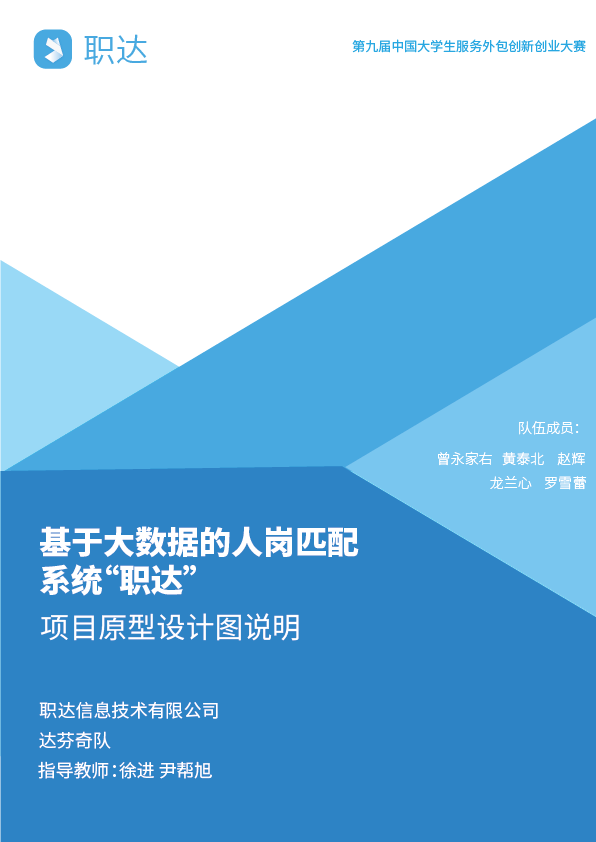 职达
第九届中国大学生服务外包创新创业大赛
队伍成员：
曾永家右 黄泰北 赵辉
龙兰心 罗雪蕾
基于大数据的人岗匹配
系统“职达”
项目原型设计图说明
职达信息技术有限公司
达芬奇队
指导教师：徐进 尹帮旭